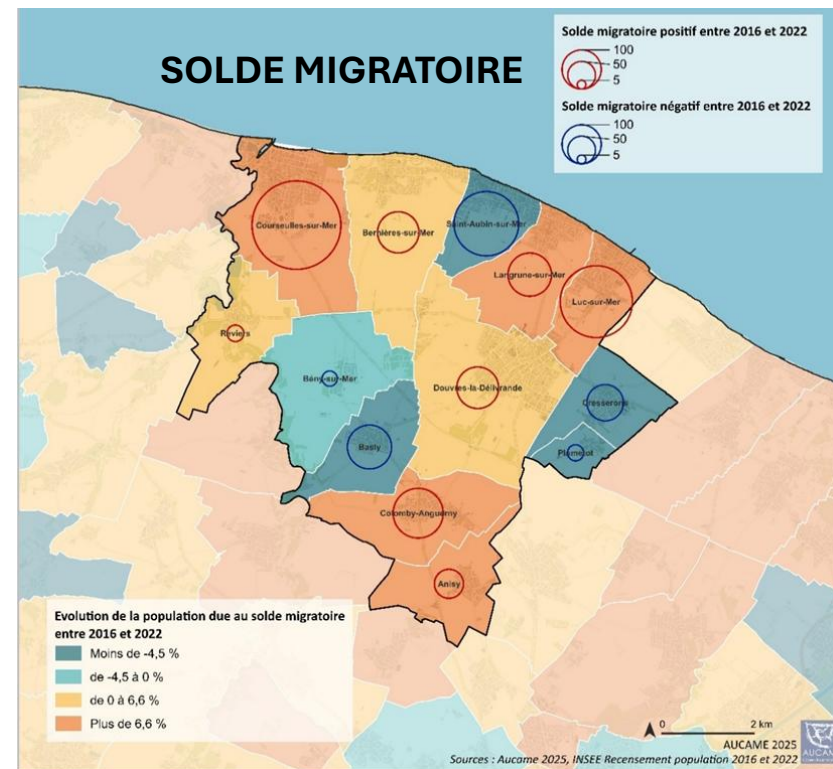 SOLDE MIGRATOIRE
Solde migratoire positif entre 2016 et 2022
100
50
5
Solde migratoire négatif entre 2016 et 2022
100
50
5
Courseulles-sur-Mer
Bernières-sur-Mer
Saint-Aubin-sur-Mer
Langrune-sur-Mer
Luc-sur-Mer
Reviers
Bény-sur-Mer
Douvres-la-Délivrande
Cresserons
Basly
Plumetot
Colomby-Anguerny
Anisy
Evolution de la population due au solde migratoire
entre 2016 et 2022
Moins de -4,5 %
de -4,5 à 0 %
de 0 à 6,6 %
Plus de 6,6 %
0 2 km
AUCAME 2025
Sources : Aucame 2025, INSEE Recensement population 2016 et 2022
AUCAME